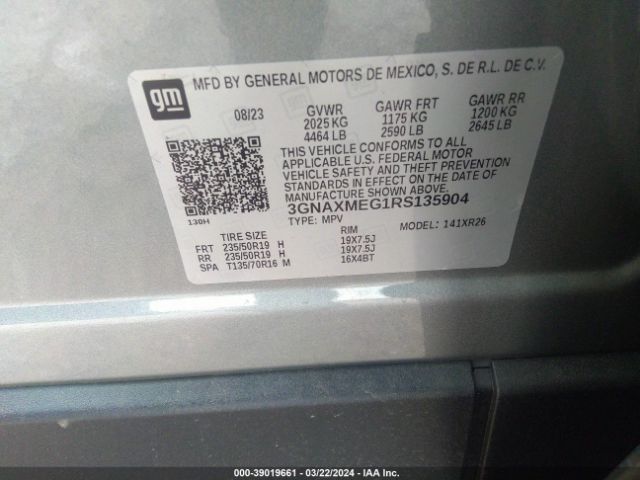 gm
MFD BY GENERAL MOTORS DE MEXICO, S. DE R.L. DE C.V.
08/23 GVWR GAWR FRT GAWR RR
2025 KG 1175 KG 1200 KG
4464 LB 2590 LB 2645 LB
THIS VEHICLE CONFORMS TO ALL
APPLICABLE U.S. FEDERAL MOTOR
VEHICLE SAFETY AND THEFT
PREVENTION STANDARDS IN EFFECT
ON THE DATE OF
MANUFACTURE SHOWN ABOVE.
3GNAXMEG1RS135904
130H TYPE: MPV MODEL: 141XR26
TIRE SIZE RIM
FRT 235/50R19 H 19X7.5J
RR 235/50R19 H 19X7.5J
SPA T135/70R16 M 16X4BT
000-39019661 - 03/22/2024 - IAA Inc.